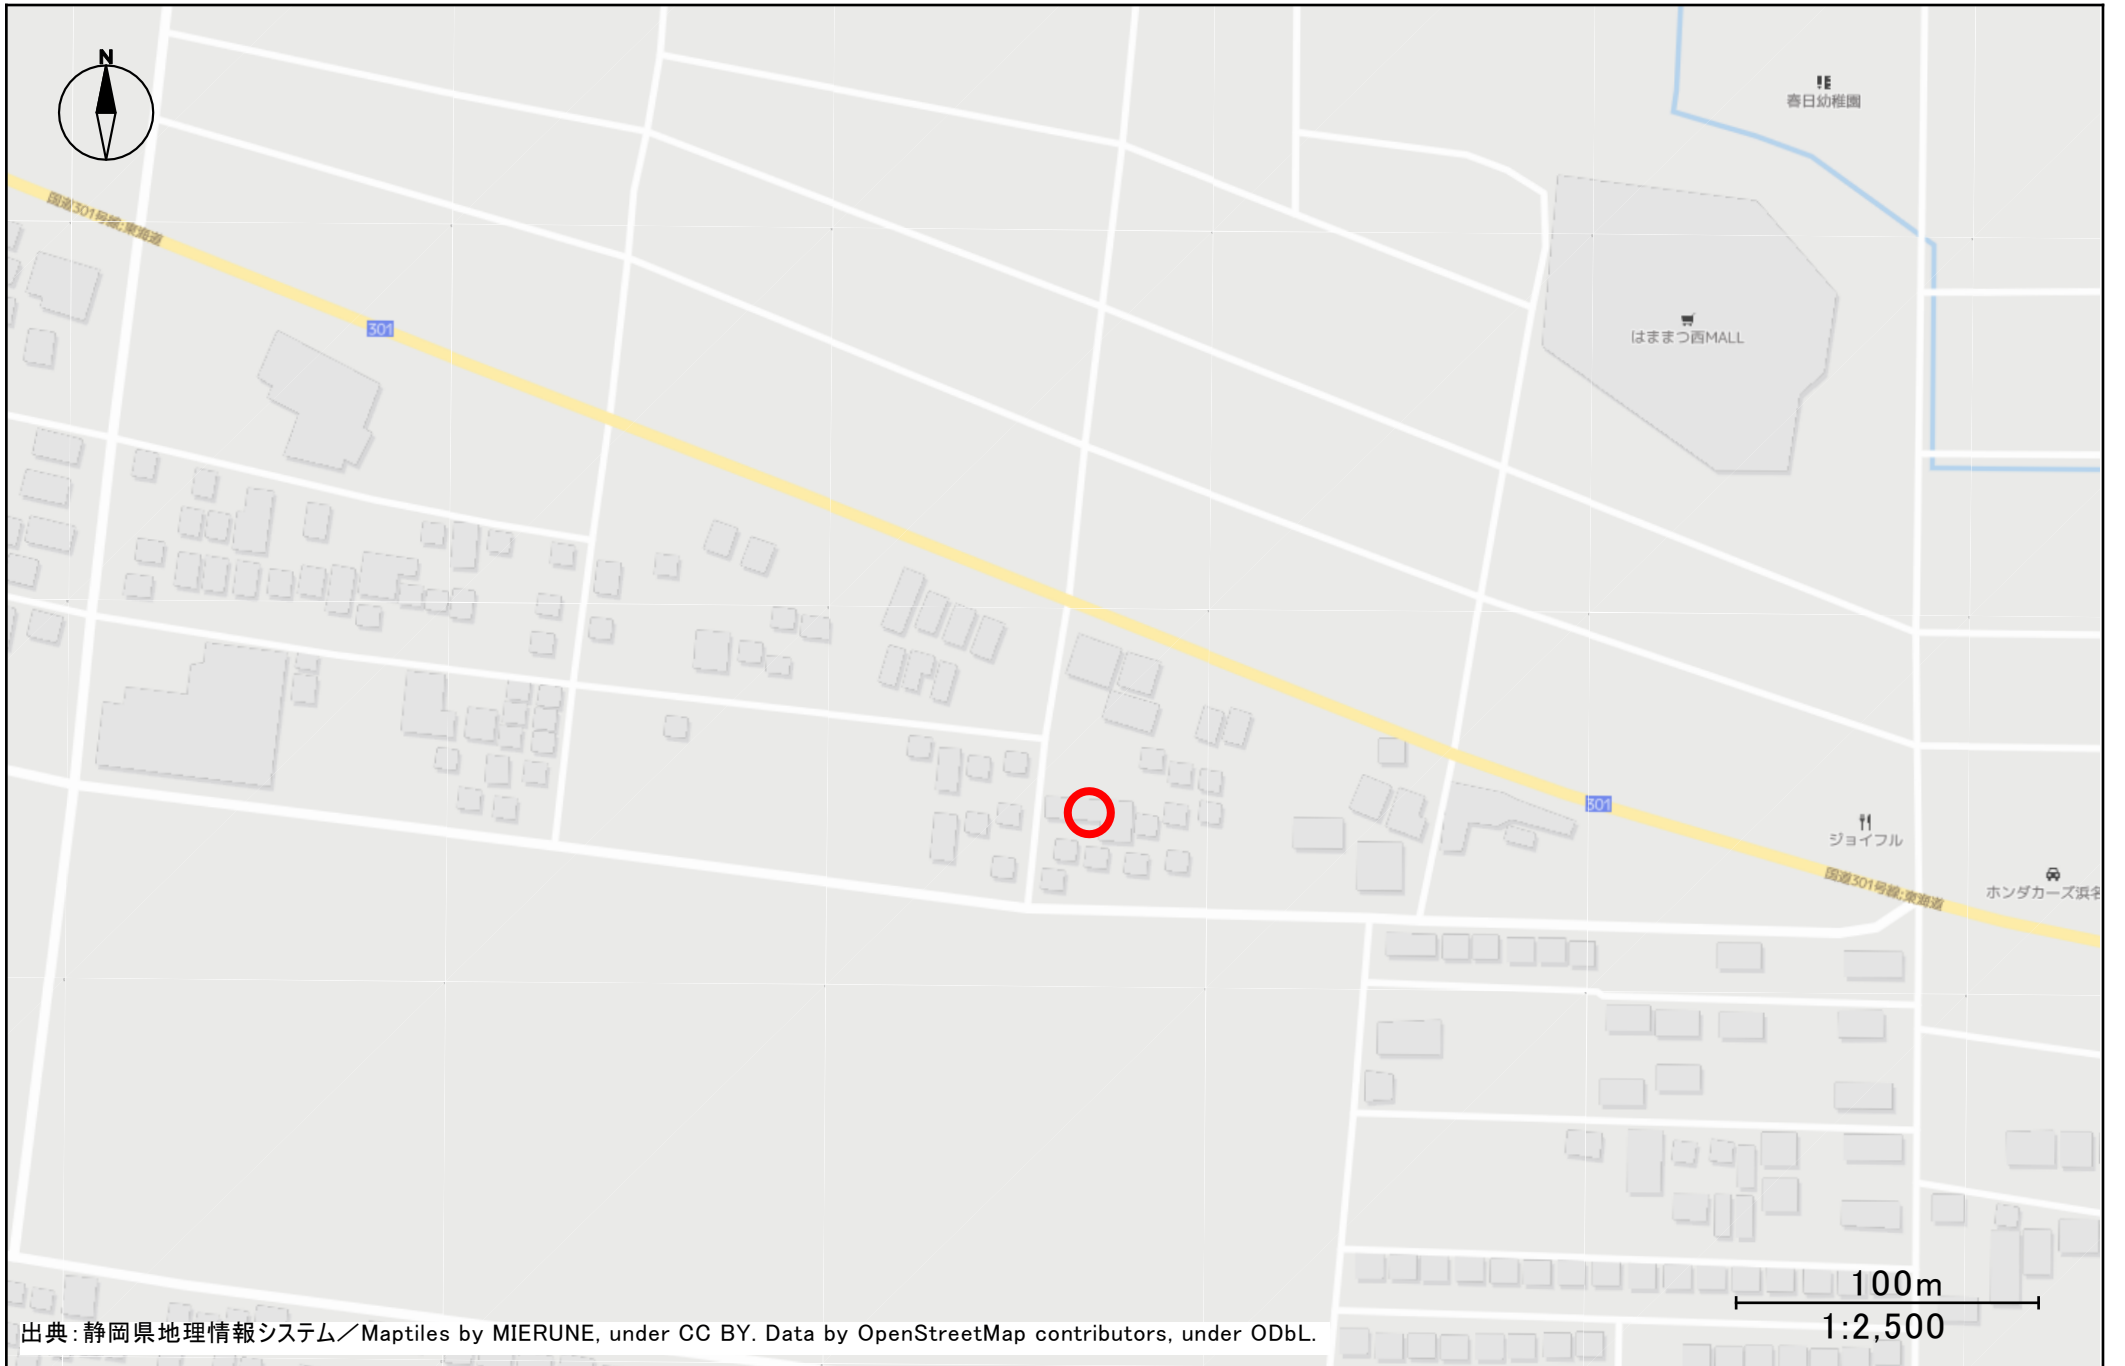 N
春日幼稚園
国道301号線;東海道
301
はままつ西MALL
301
ジョイフル
国道301号線;東海道
ホンダカーズ浜名
100m
1:2,500
出典:静岡県地理情報システム/Maptiles by MIERUNE, under CC BY. Data by OpenStreetMap contributors, under ODbL.